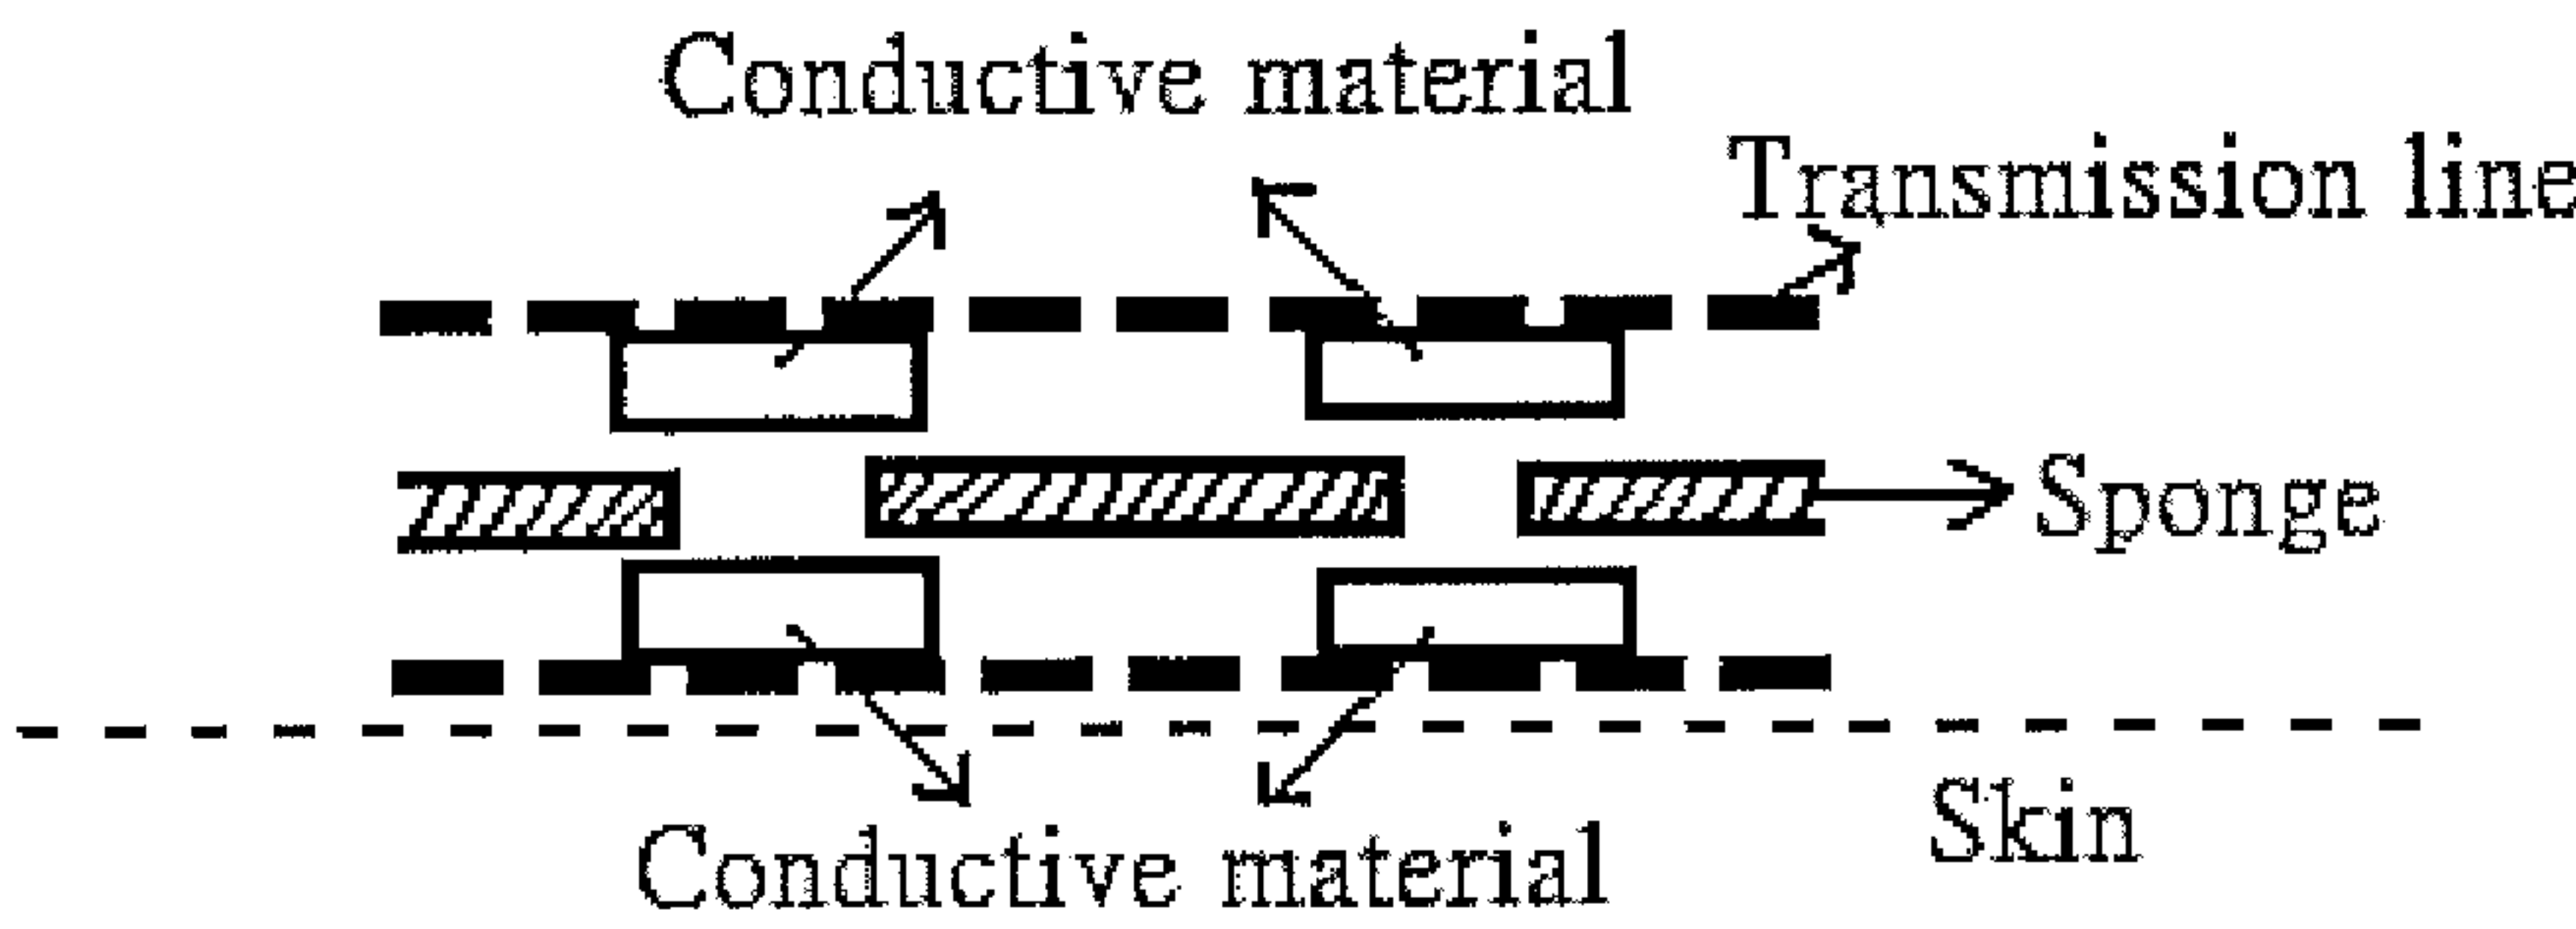 Conductive material
Transmission line
Sponge
Skin
Conductive material